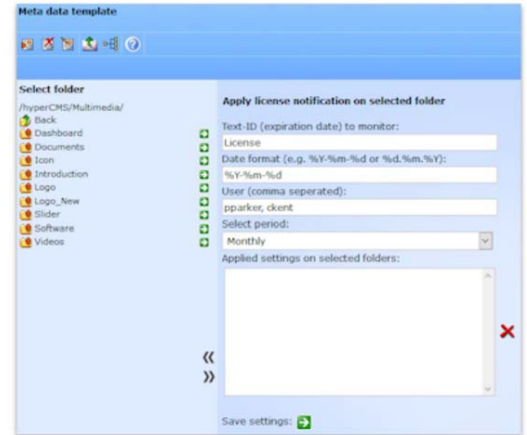 Meta data template
Select folder
/hyperCMS/Multimedia/
Back
Dashboard
Documents
Icon
Introduction
Logo
Logo_New
Slider
Software
Videos
Apply license notification on selected folder
Text-ID (expiration date) to monitor:
License
Date format (e.g. %Y-%m-%d or %d.%m.%Y):
%Y-%m-%d
User (comma seperated):
pparker, ckent
Select period:
Monthly
Applied settings on selected folders:
Save settings: